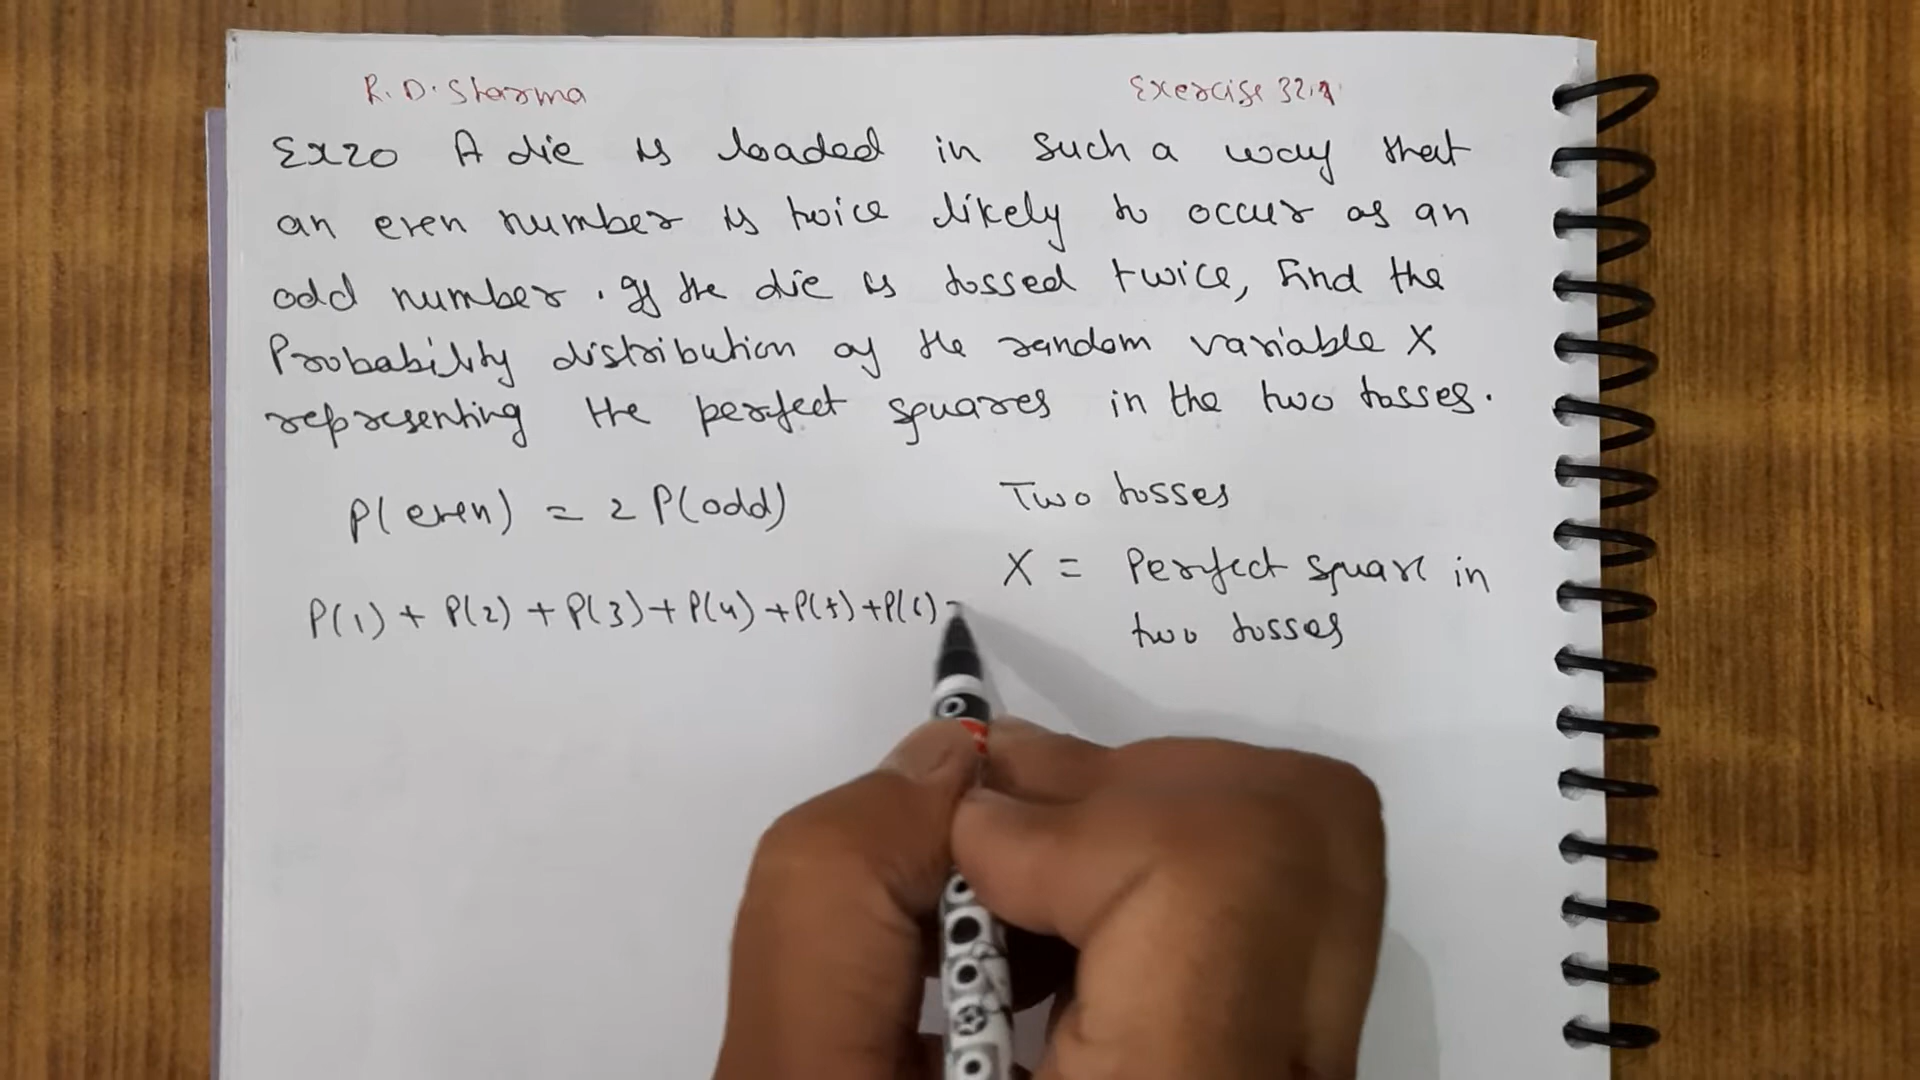 R.D. Sharma
Exercise 32.1
Ex20 A die is loaded in such a way that
an even number is twice likely to occur as an
odd number. If the die is tossed twice, Find the
Probability distribution of the random variable X
representing the perfect squares in the two tosses.
P(even) = 2 P(odd)
P(1) + P(2) + P(3) + P(4) + P(5) + P(6) =
Two tosses
X = Perfect square in
two tosses